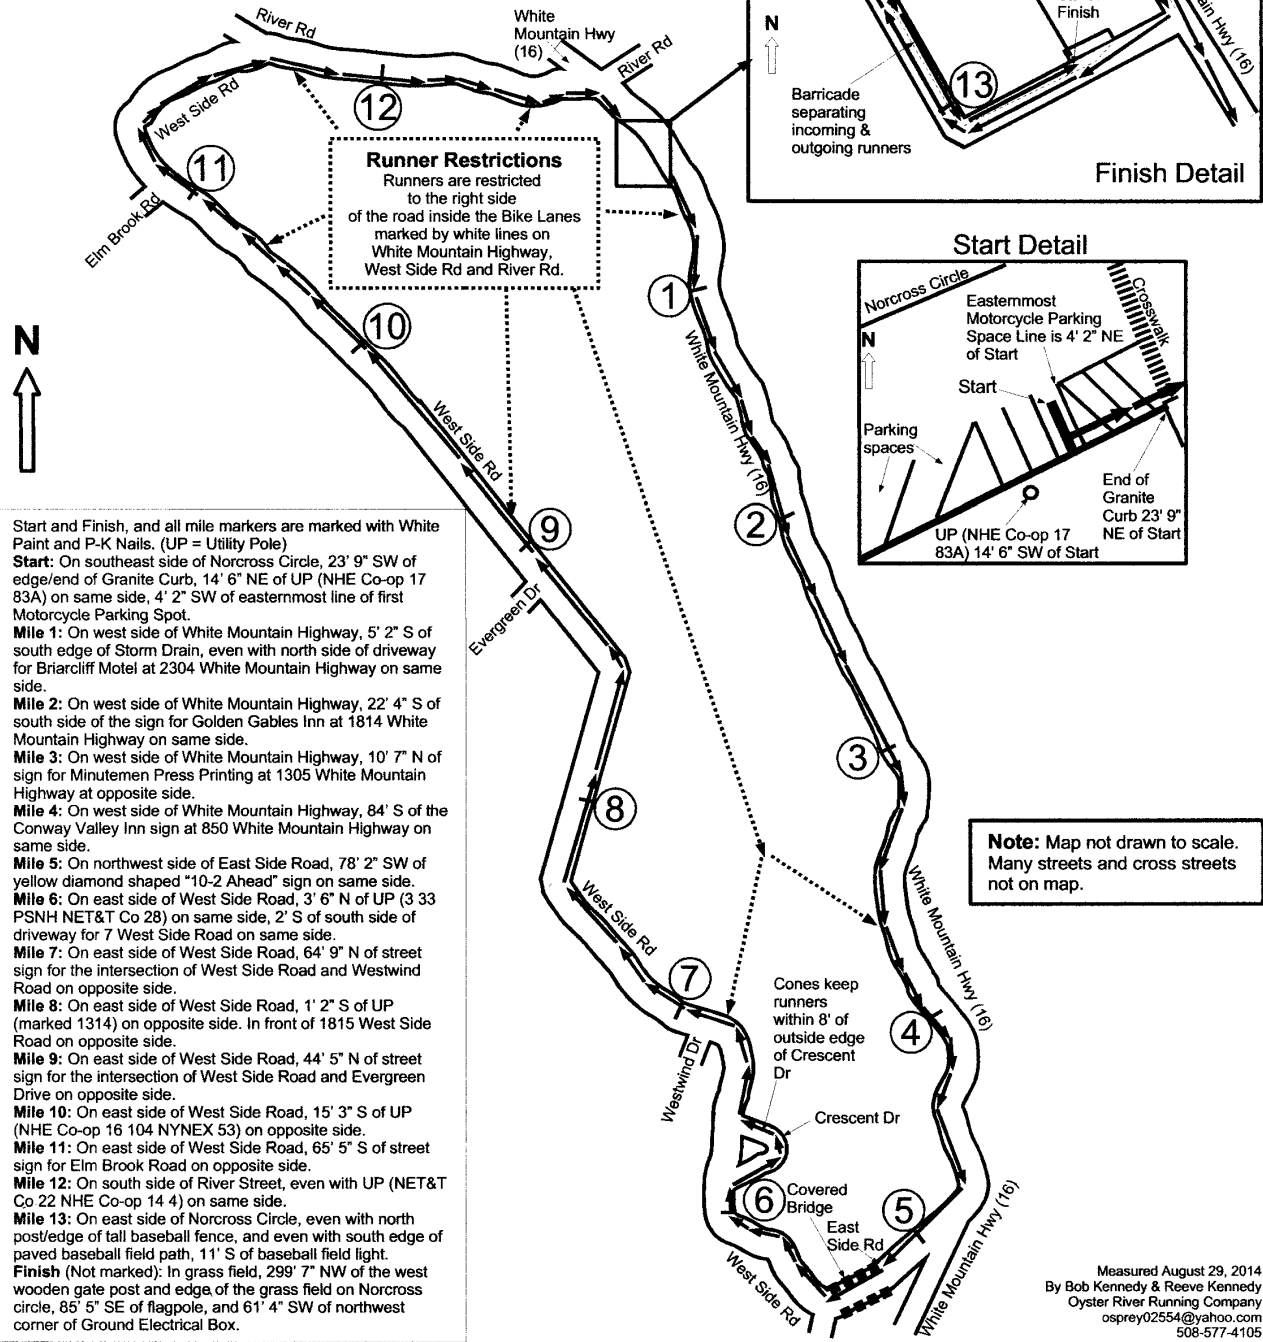 River Rd
White
Mountain Hwy
(16)
River Rd
Finish
Hwy (16)
N
13
Barricade
separating
incoming &
outgoing runners
Finish Detail
West Side Rd
12
11
Elm Brook Rd
Runner Restrictions
Runners are restricted
to the right side
of the road inside the Bike Lanes
marked by white lines on
White Mountain Highway,
West Side Rd and River Rd.
Start Detail
Norcross Circle
Easternmost
Motorcycle Parking
Space Line is 4' 2" NE
of Start
Crosswalk
N
Start
Parking
spaces
End of
Granite
Curb 23' 9"
NE of Start
UP (NHE Co-op 17
83A) 14' 6" SW of Start
1
White Mountain Hwy (16)
10
N
West Side Rd
2
9
Evergreen Dr
3
8
Note: Map not drawn to scale.
Many streets and cross streets
not on map.
West Side Rd
White Mountain Hwy (16)
7
Cones keep
runners
within 8' of
outside edge
of Crescent
Dr
4
Westwind Dr
Crescent Dr
6
Covered
Bridge
5
East
Side Rd
West Side Rd
White Mountain Hwy (16)
Start and Finish, and all mile markers are marked with White
Paint and P-K Nails. (UP = Utility Pole)
Start: On southeast side of Norcross Circle, 23' 9" SW of
edge/end of Granite Curb, 14' 6" NE of UP (NHE Co-op 17
83A) on same side, 4' 2" SW of easternmost line of first
Motorcycle Parking Spot.
Mile 1: On west side of White Mountain Highway, 5' 2" S of
south edge of Storm Drain, even with north side of driveway
for Briarcliff Motel at 2304 White Mountain Highway on same
side.
Mile 2: On west side of White Mountain Highway, 22' 4" S of
south side of the sign for Golden Gables Inn at 1814 White
Mountain Highway on same side.
Mile 3: On west side of White Mountain Highway, 10' 7" N of
sign for Minutemen Press Printing at 1305 White Mountain
Highway at opposite side.
Mile 4: On west side of White Mountain Highway, 84' S of the
Conway Valley Inn sign at 850 White Mountain Highway on
same side.
Mile 5: On northwest side of East Side Road, 78' 2" SW of
yellow diamond shaped "10-2 Ahead" sign on same side.
Mile 6: On east side of West Side Road, 3' 6" N of UP (3 33
PSNH NET&T Co 28) on same side, 2' S of south side of
driveway for 7 West Side Road on same side.
Mile 7: On east side of West Side Road, 64' 9" N of street
sign for the intersection of West Side Road and Westwind
Road on opposite side.
Mile 8: On east side of West Side Road, 1' 2" S of UP
(marked 1314) on opposite side. In front of 1815 West Side
Road on opposite side.
Mile 9: On east side of West Side Road, 44' 5" N of street
sign for the intersection of West Side Road and Evergreen
Drive on opposite side.
Mile 10: On east side of West Side Road, 15' 3" S of UP
(NHE Co-op 16 104 NYNEX 53) on opposite side.
Mile 11: On east side of West Side Road, 65' 5" S of street
sign for Elm Brook Road on opposite side.
Mile 12: On south side of River Street, even with UP (NET&T
Co 22 NHE Co-op 14 4) on same side.
Mile 13: On east side of Norcross Circle, even with north
post/edge of tall baseball fence, and even with south edge of
paved baseball field path, 11' S of baseball field light.
Finish (Not marked): In grass field, 299' 7" NW of the west
wooden gate post and edge of the grass field on Norcross
circle, 85' 5" SE of flagpole, and 61' 4" SW of northwest
corner of Ground Electrical Box.
Measured August 29, 2014
By Bob Kennedy & Reeve Kennedy
Oyster River Running Company
osprey02554@yahoo.com
508-577-4105